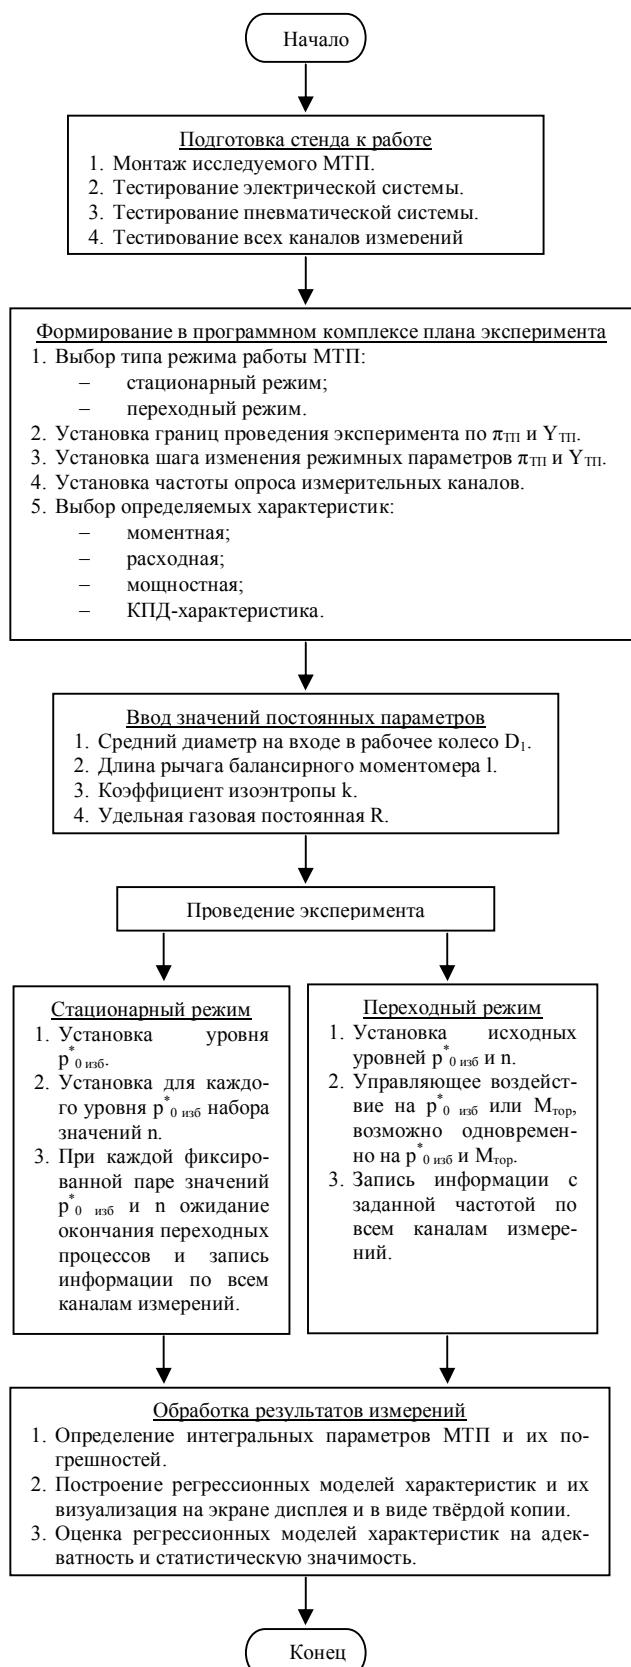 Начало
Подготовка стенда к работе
1. Монтаж исследуемого МТП.
2. Тестирование электрической системы.
3. Тестирование пневматической системы.
4. Тестирование всех каналов измерений
Формирование в программном комплексе плана эксперимента
1. Выбор типа режима работы МТП:
– стационарный режим;
– переходный режим.
2. Установка границ проведения эксперимента по πТП и YТП.
3. Установка шага изменения режимных параметров πТП и YТП.
4. Установка частоты опроса измерительных каналов.
5. Выбор определяемых характеристик:
– моментная;
– расходная;
– мощностная;
– КПД-характеристика.
Ввод значений постоянных параметров
1. Средний диаметр на входе в рабочее колесо D1.
2. Длина рычага балансирного моментомера l.
3. Коэффициент изоэнтропы k.
4. Удельная газовая постоянная R.
Проведение эксперимента
Стационарный режим
1. Установка уровня
p*0 изб.
2. Установка для каждо-
го уровня p*0 изб набора
значений n.
3. При каждой фиксиро-
ванной паре значений
p*0 изб и n ожидание
окончания переходных
процессов и запись
информации по всем
каналам измерений.
Переходный режим
1. Установка исходных
уровней p*0 изб и n.
2. Управляющее воздейст-
вие на p*0 изб или Mтор,
возможно одновремен-
но на p*0 изб и Mтор.
3. Запись информации с
заданной частотой по
всем каналам измере-
ний.
Обработка результатов измерений
1. Определение интегральных параметров МТП и их по-
грешностей.
2. Построение регрессионных моделей характеристик и их
визуализация на экране дисплея и в виде твёрдой копии.
3. Оценка регрессионных моделей характеристик на адек-
ватность и статистическую значимость.
Конец